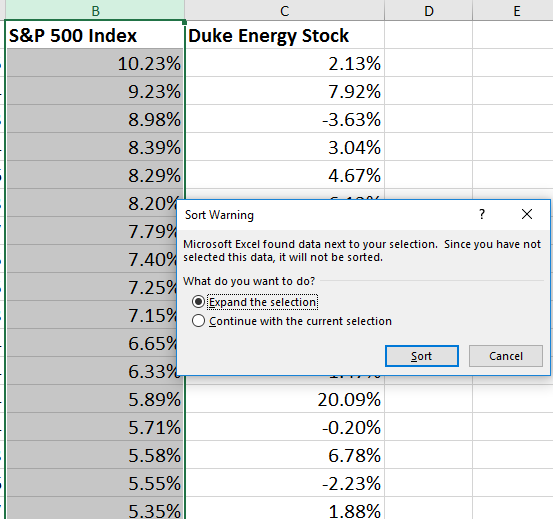 B C D E
S&P 500 Index Duke Energy Stock
10.23% 2.13%
9.23% 7.92%
8.98% -3.63%
8.39% 3.04%
8.29% 4.67%
8.20%
7.79%
7.40%
7.25%
7.15%
6.65%
6.33%
Sort Warning ? ×
Microsoft Excel found data next to your selection. Since you have not
selected this data, it will not be sorted.
What do you want to do?
Expand the selection
Continue with the current selection
Sort Cancel
5.89% 20.09%
5.71% -0.20%
5.58% 6.78%
5.55% -2.23%
5.35% 1.88%